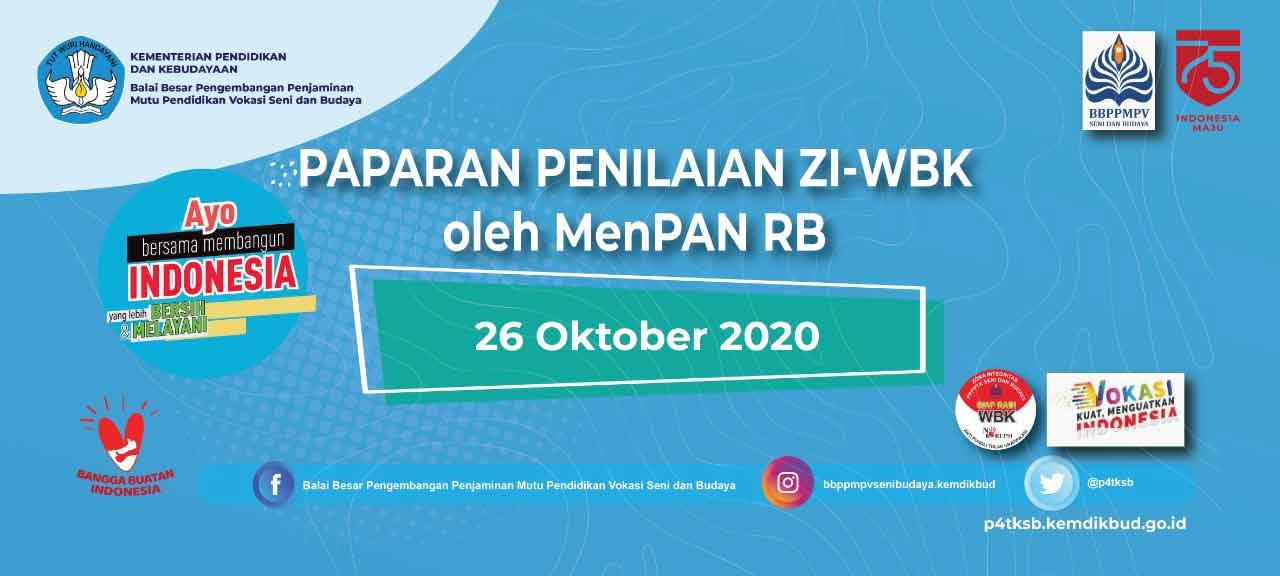 TUT WURI HANDAYANI
KEMENTERIAN PENDIDIKAN
DAN KEBUDAYAAN
Balai Besar Pengembangan Penjaminan
Mutu Pendidikan Vokasi Seni dan Budaya
BBPPMPV
SENI DAN BUDAYA
75
INDONESIA
MAJU
PAPARAN PENILAIAN ZI-WBK
oleh MenPAN RB
Ayo
bersama membangun
INDONESIA
yang lebih BERSIH
& MELAYANI
26 Oktober 2020
ZONA INTEGRITAS
WBK
VOKASI
KUAT, MENGUATKAN
INDONESIA
BANGGA BUATAN
INDONESIA
Balai Besar Pengembangan Penjaminan Mutu Pendidikan Vokasi Seni dan Budaya
bbppmpvsenibudaya.kemdikbud
@p4tksb
p4tksb.kemdikbud.go.id